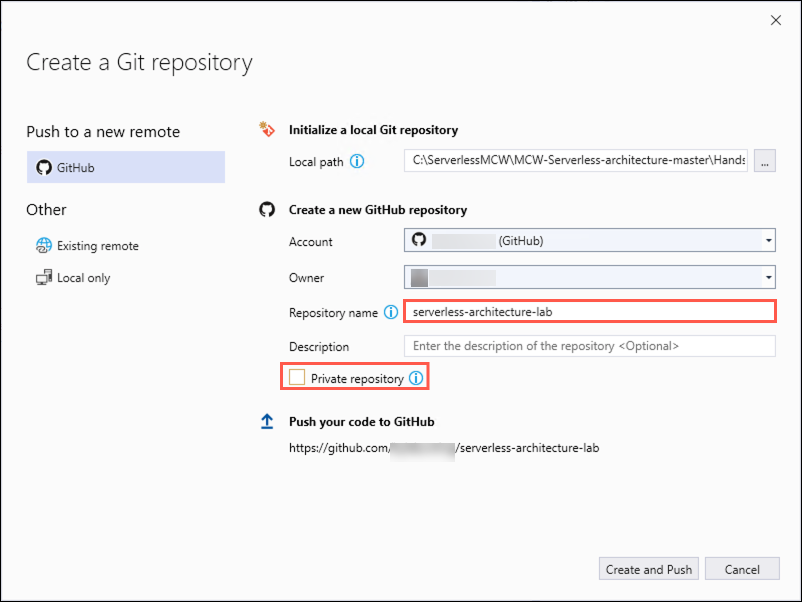 Create a Git repository
Push to a new remote
GitHub
Other
Existing remote
Local only
Initialize a local Git repository
Local path
C:\ServerlessMCW\MCW-Serverless-architecture-master\Hands
...
Create a new GitHub repository
Account
(GitHub)
Owner
Repository name
serverless-architecture-lab
Description
Enter the description of the repository <Optional>
Private repository
Push your code to GitHub
https://github.com/ /serverless-architecture-lab
Create and Push
Cancel